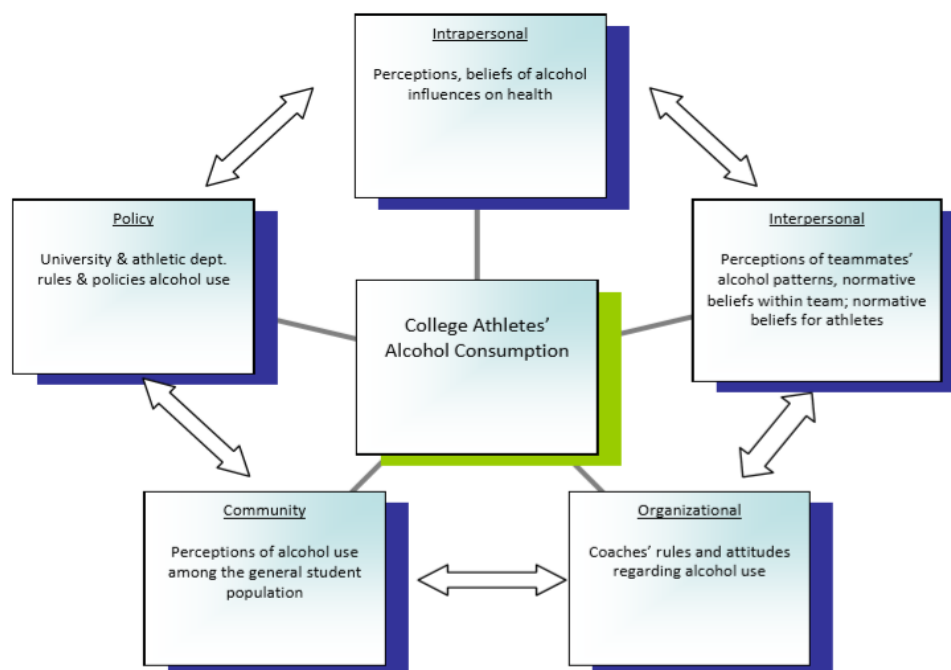 Intrapersonal
Perceptions, beliefs of alcohol
influences on health
Policy
University & athletic dept.
rules & policies alcohol use
Interpersonal
Perceptions of teammates’
alcohol patterns, normative
beliefs within team; normative
beliefs for athletes
College Athletes’
Alcohol Consumption
Community
Perceptions of alcohol use
among the general student
population
Organizational
Coaches’ rules and attitudes
regarding alcohol use